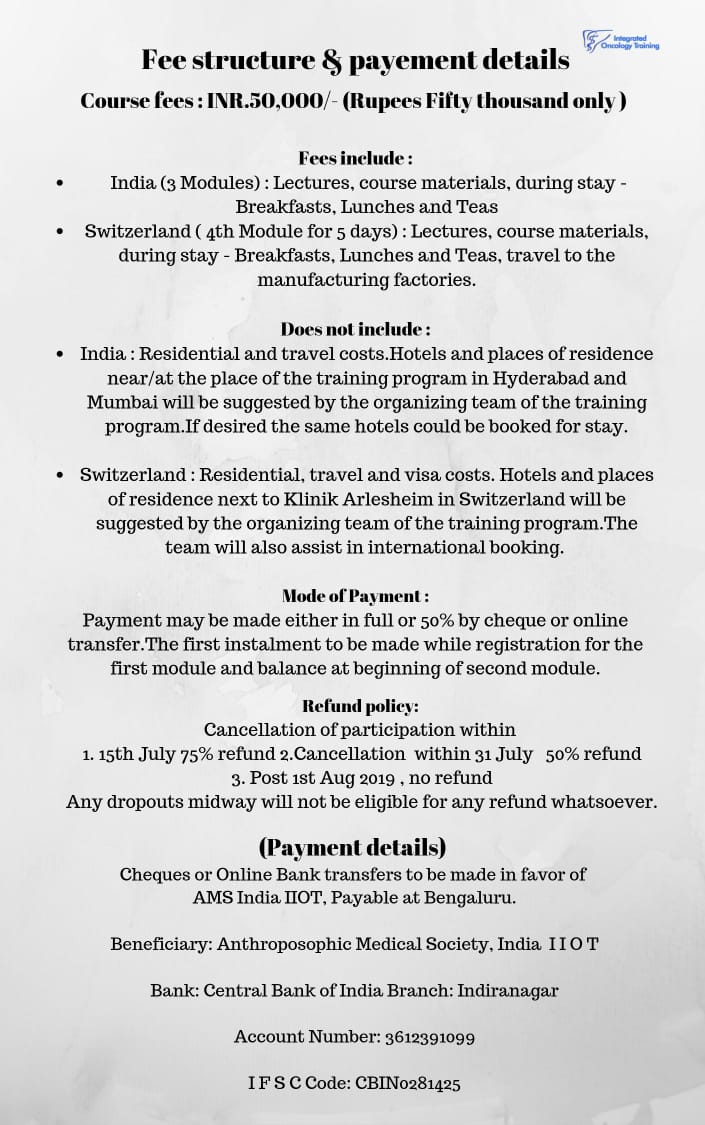 Integrated
Oncology Training
Fee structure & payement details
Course fees : INR.50,000/- (Rupees Fifty thousand only )
Fees include :
• India (3 Modules) : Lectures, course materials, during stay -
Breakfasts, Lunches and Teas
• Switzerland ( 4th Module for 5 days) : Lectures, course materials,
during stay - Breakfasts, Lunches and Teas, travel to the
manufacturing factories.
Does not include :
• India : Residential and travel costs.Hotels and places of residence
near/at the place of the training program in Hyderabad and
Mumbai will be suggested by the organizing team of the training
program.If desired the same hotels could be booked for stay.
• Switzerland : Residential, travel and visa costs. Hotels and places
of residence next to Klinik Arlesheim in Switzerland will be
suggested by the organizing team of the training program.The
team will also assist in international booking.
Mode of Payment :
Payment may be made either in full or 50% by cheque or online
transfer.The first instalment to be made while registration for the
first module and balance at beginning of second module.
Refund policy:
Cancellation of participation within
1. 15th July 75% refund 2.Cancellation within 31 July 50% refund
3. Post 1st Aug 2019 , no refund
Any dropouts midway will not be eligible for any refund whatsoever.
(Payment details)
Cheques or Online Bank transfers to be made in favor of
AMS India IIOT, Payable at Bengaluru.
Beneficiary: Anthroposophic Medical Society, India I I O T
Bank: Central Bank of India Branch: Indiranagar
Account Number: 3612391099
I F S C Code: CBIN0281425